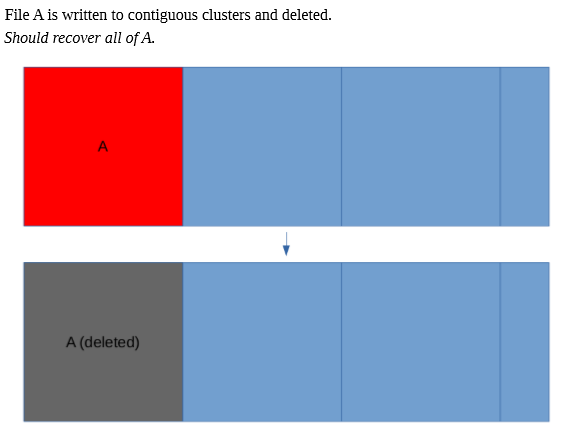 File A is written to contiguous clusters and deleted.
Should recover all of A.
A
A (deleted)